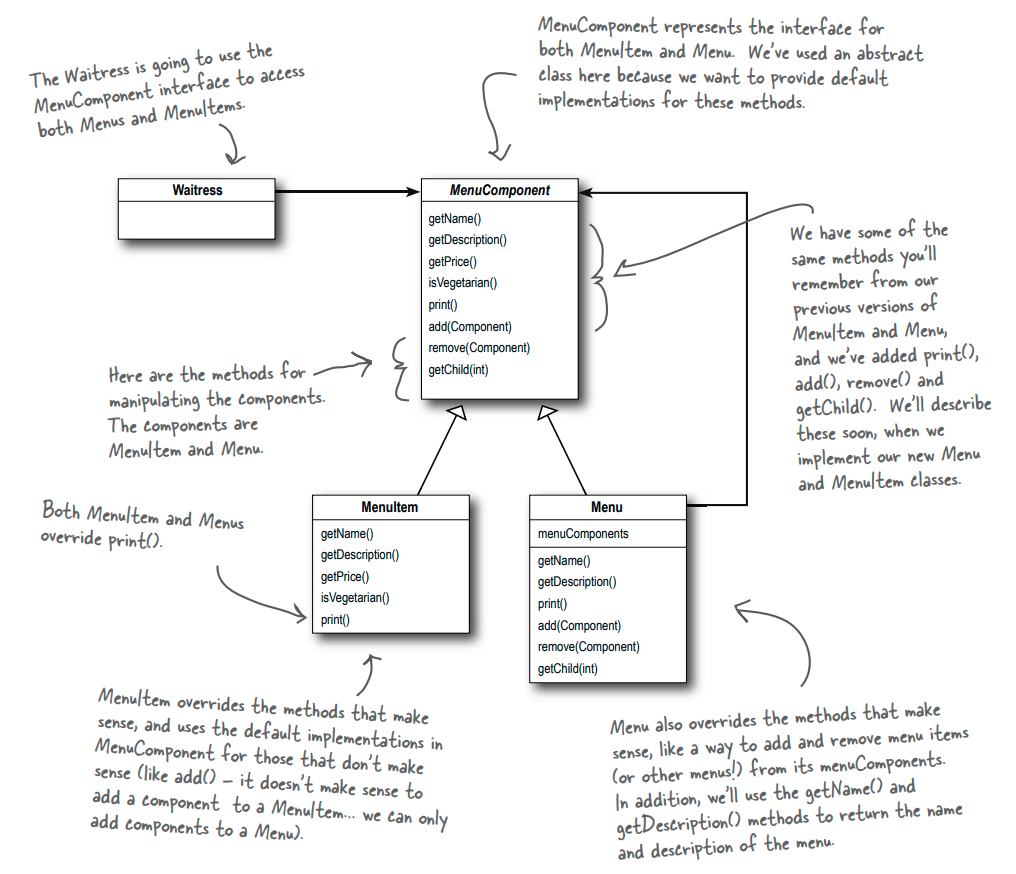 MenuComponent represents the interface for
both MenuItem and Menu. We've used an abstract
class here because we want to provide default
implementations for these methods.
The Waitress is going to use the
MenuComponent interface to access
both Menus and MenuItems.
Waitress
MenuComponent
getName()
getDescription()
getPrice()
isVegetarian()
print()
add(Component)
remove(Component)
getChild(int)
We have some of the
same methods you'll
remember from our
previous versions of
MenuItem and Menu,
and we've added print(),
add(), remove() and
getChild(). We'll describe
these soon, when we
implement our new Menu
and MenuItem classes.
Here are the methods for
manipulating the components.
The components are
MenuItem and Menu.
Both MenuItem and Menus
override print().
MenuItem
getName()
getDescription()
getPrice()
isVegetarian()
print()
Menu
menuComponents
getName()
getDescription()
print()
add(Component)
remove(Component)
getChild(int)
MenuItem overrides the methods that make
sense, and uses the default implementations in
MenuComponent for those that don't make
sense (like add() – it doesn't make sense to
add a component to a MenuItem... we can only
add components to a Menu).
Menu also overrides the methods that make
sense, like a way to add and remove menu items
(or other menus!) from its menuComponents.
In addition, we'll use the getName() and
getDescription() methods to return the name
and description of the menu.